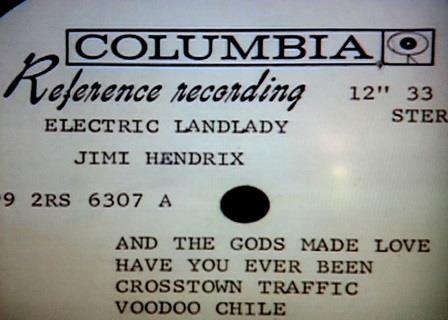 COLUMBIA
Reference recording
12" 33
STER
ELECTRIC LANDLADY
JIMI HENDRIX
9 2RS 6307 A
AND THE GODS MADE LOVE
HAVE YOU EVER BEEN
CROSSTOWN TRAFFIC
VOODOO CHILE